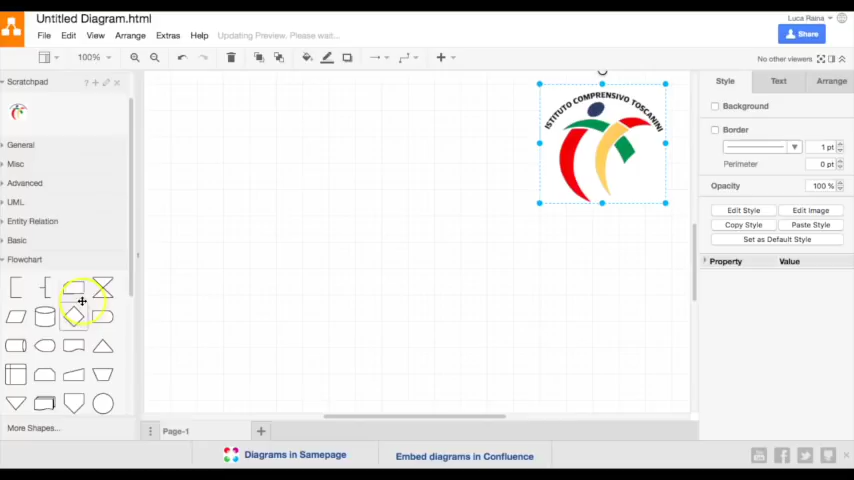 Untitled Diagram.html
Luca Raina
File Edit View Arrange Extras Help Updating Preview. Please wait...
Share
100%
No other viewers
Scratchpad
?
General
Misc
Advanced
UML
Entity Relation
Basic
Flowchart
More Shapes...
ISTITUTO COMPRENSIVO TOSCANINI
Style Text Arrange
Background
Border
1 pt
Perimeter 0 pt
Opacity 100 %
Edit Style Edit Image
Copy Style Paste Style
Set as Default Style
Property Value
Page-1
Diagrams in Samepage
Embed diagrams in Confluence